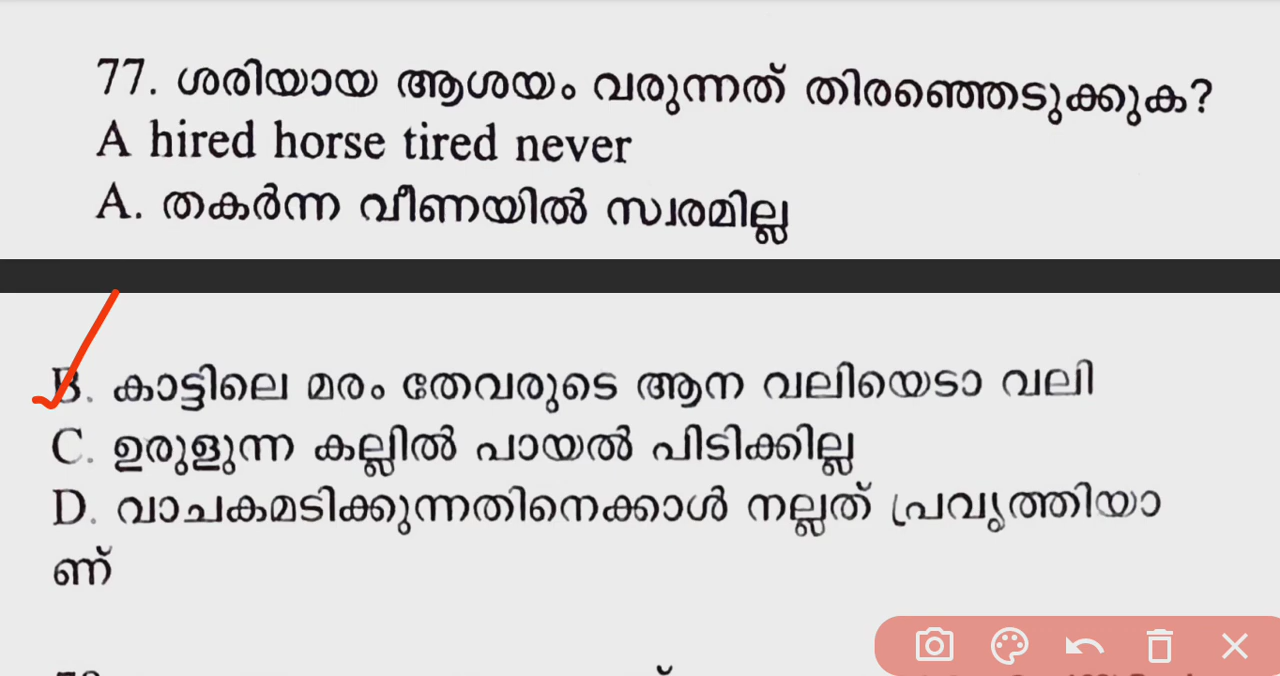 77. ശരിയായ ആശയം വരുന്നത് തിരഞ്ഞെടുക്കുക?
A hired horse tired never
A. തകർന്ന വീണയിൽ സ്വരമില്ല
B. കാട്ടിലെ മരം തേവരുടെ ആന വലിയെടാ വലി
C. ഉരുളുന്ന കല്ലിൽ പായൽ പിടിക്കില്ല
D. വാചകമടിക്കുന്നതിനെക്കാൾ നല്ലത് പ്രവൃത്തിയാ
ണ്